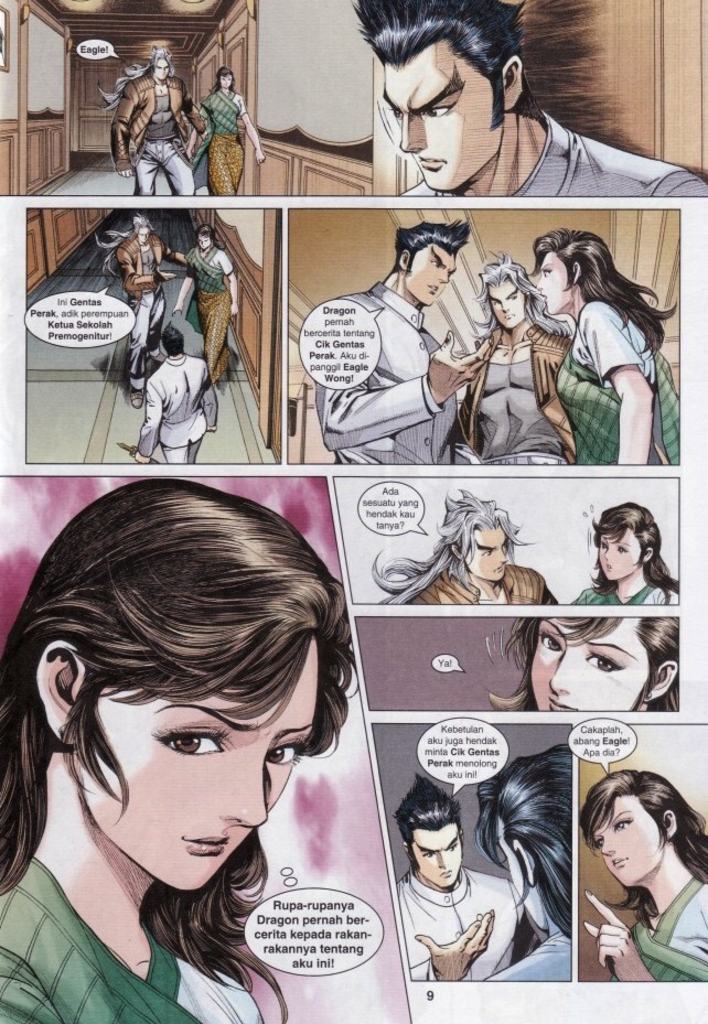 Eagle!
Ini Gentas
Perak, adik perempuan
Ketua Sekolah
Premogenitur!
Dragon
pernah
bercerita tentang
Cik Gentas
Perak. Aku di-
panggil Eagle
Wong!
Ada
sesuatu yang
hendak kau
tanya?
Ya!
Rupa-rupanya
Dragon pernah ber-
cerita kepada rakan-
rakannya tentang
aku ini!
Kebetulan
aku juga hendak
minta Cik Gentas
Perak menolong
aku ini!
Cakaplah,
abang Eagle!
Apa dia?
9